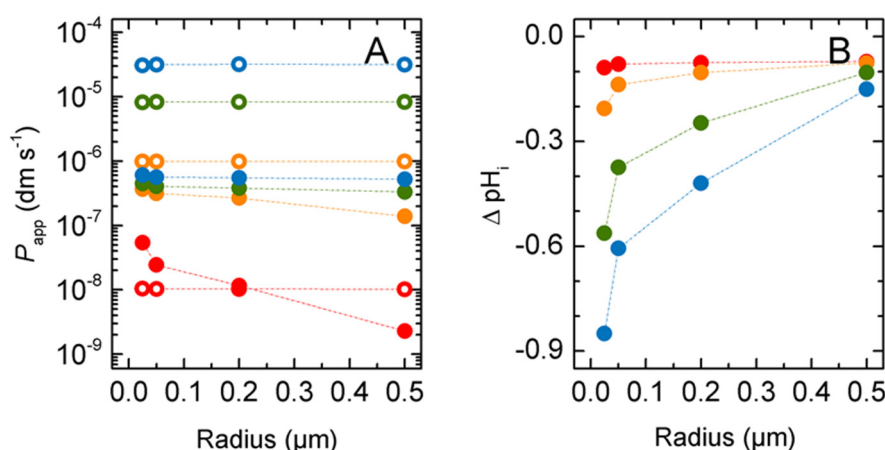 A
10⁻⁴
10⁻⁵
10⁻⁶
10⁻⁷
10⁻⁸
10⁻⁹
P_app (dm s⁻¹)
0.0 0.1 0.2 0.3 0.4 0.5
Radius (µm)
B
0.0
-0.3
-0.6
-0.9
Δ pH_i
0.0 0.1 0.2 0.3 0.4 0.5
Radius (µm)